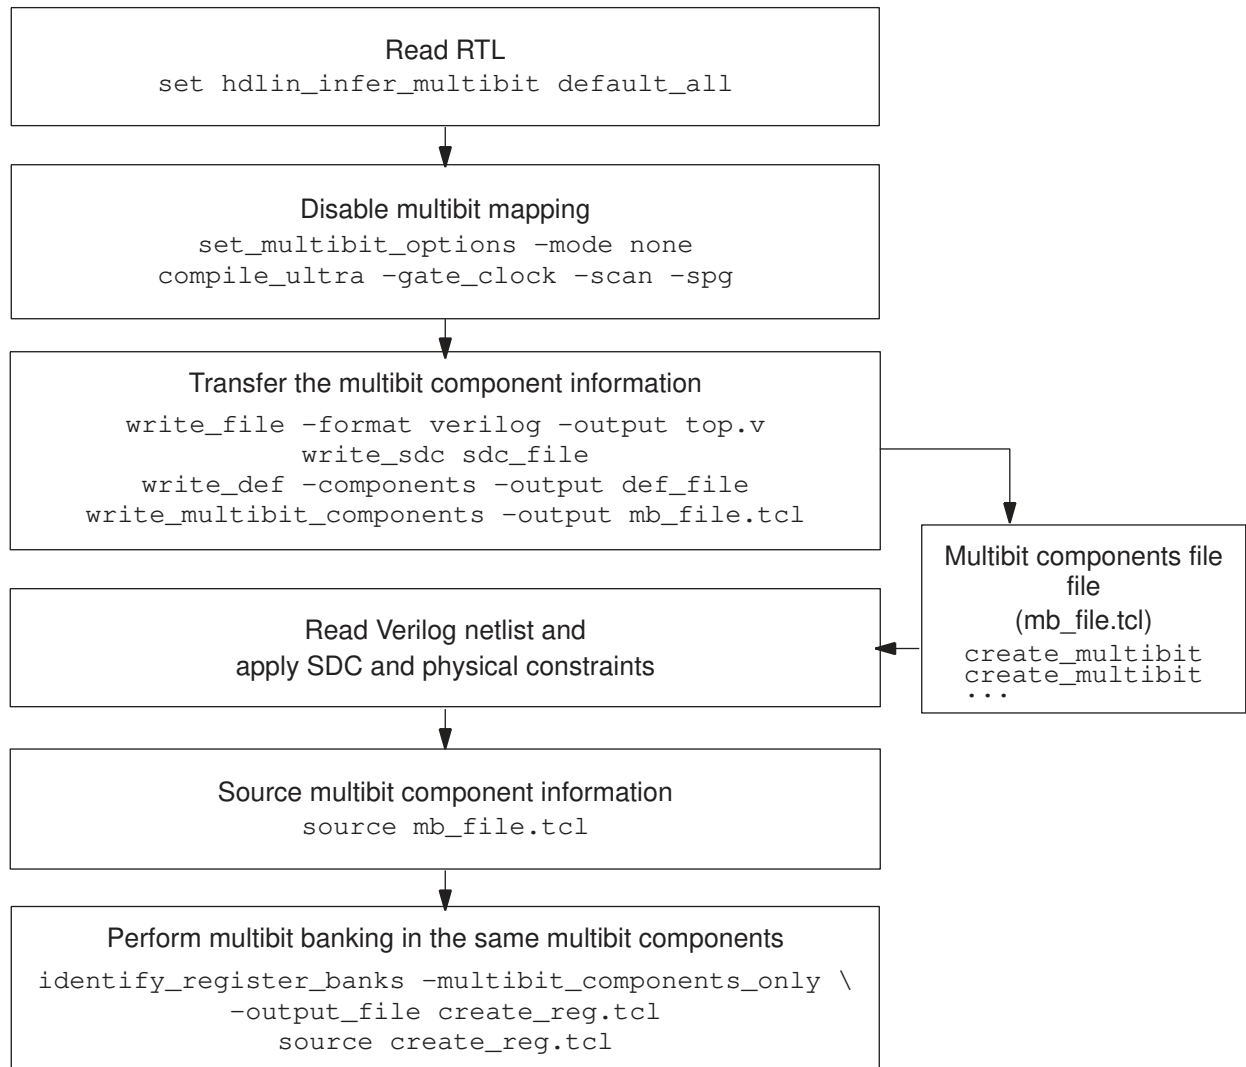 Read RTL
set hdlin_infer_multibit default_all
Disable multibit mapping
set_multibit_options -mode none
compile_ultra -gate_clock -scan -spg
Transfer the multibit component information
write_file -format verilog -output top.v
write_sdc sdc_file
write_def -components -output def_file
write_multibit_components -output mb_file.tcl
Multibit components file
file
(mb_file.tcl)
create_multibit
create_multibit
...
Read Verilog netlist and
apply SDC and physical constraints
Source multibit component information
source mb_file.tcl
Perform multibit banking in the same multibit components
identify_register_banks -multibit_components_only \
-output_file create_reg.tcl
source create_reg.tcl